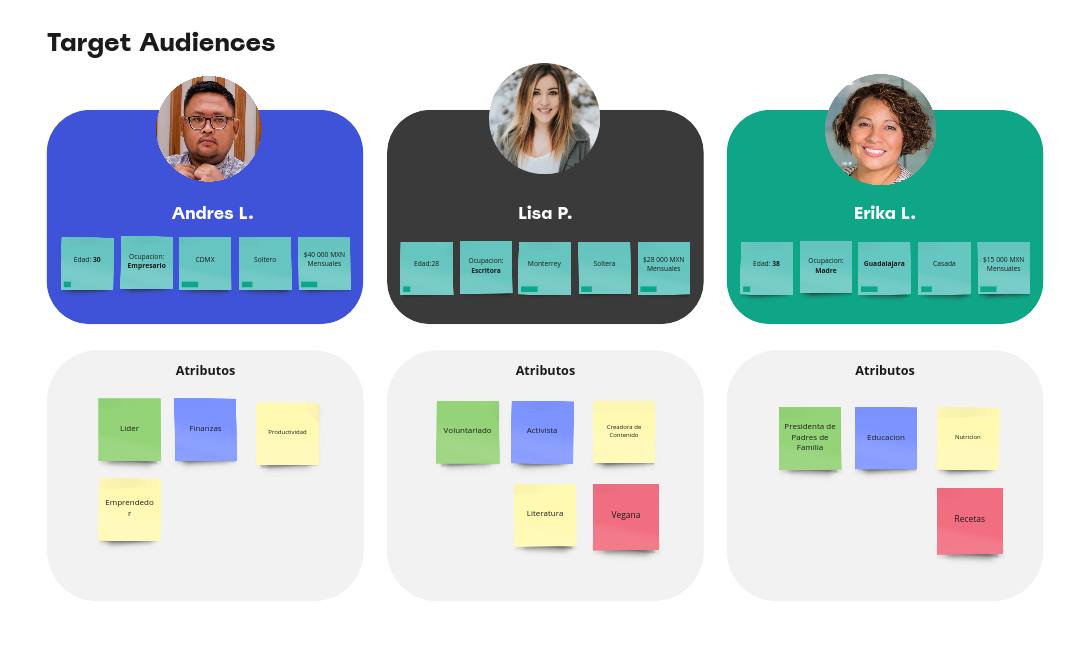 Target Audiences
Andres L.
Edad: 30
Ocupacion:
Empresario
CDMX
Soltero
$40 000 MXN
Mensuales
Lisa P.
Edad:28
Ocupacion:
Escritora
Monterrey
Soltera
$28 000 MXN
Mensuales
Erika L.
Edad: 38
Ocupacion:
Madre
Guadalajara
Casada
$15 000 MXN
Mensuales
Atributos
Lider
Finanzas
Productividad
Emprendedo
r
Atributos
Voluntariado
Activista
Creadora de
Contenido
Literatura
Vegana
Atributos
Presidenta de
Padres de
Familia
Educacion
Nutricion
Recetas